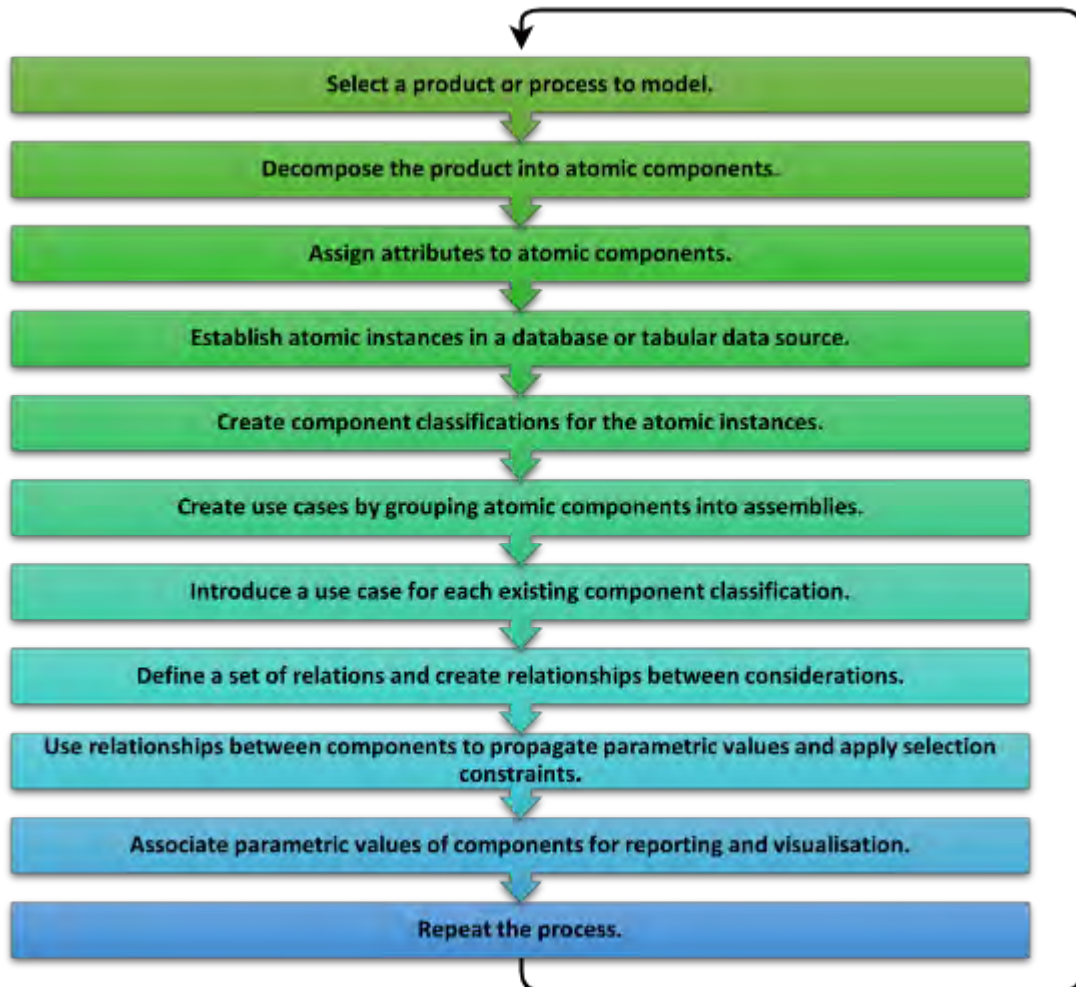 Select a product or process to model.
Decompose the product into atomic components.
Assign attributes to atomic components.
Establish atomic instances in a database or tabular data source.
Create component classifications for the atomic instances.
Create use cases by grouping atomic components into assemblies.
Introduce a use case for each existing component classification.
Define a set of relations and create relationships between considerations.
Use relationships between components to propagate parametric values and apply selection
constraints.
Associate parametric values of components for reporting and visualisation.
Repeat the process.